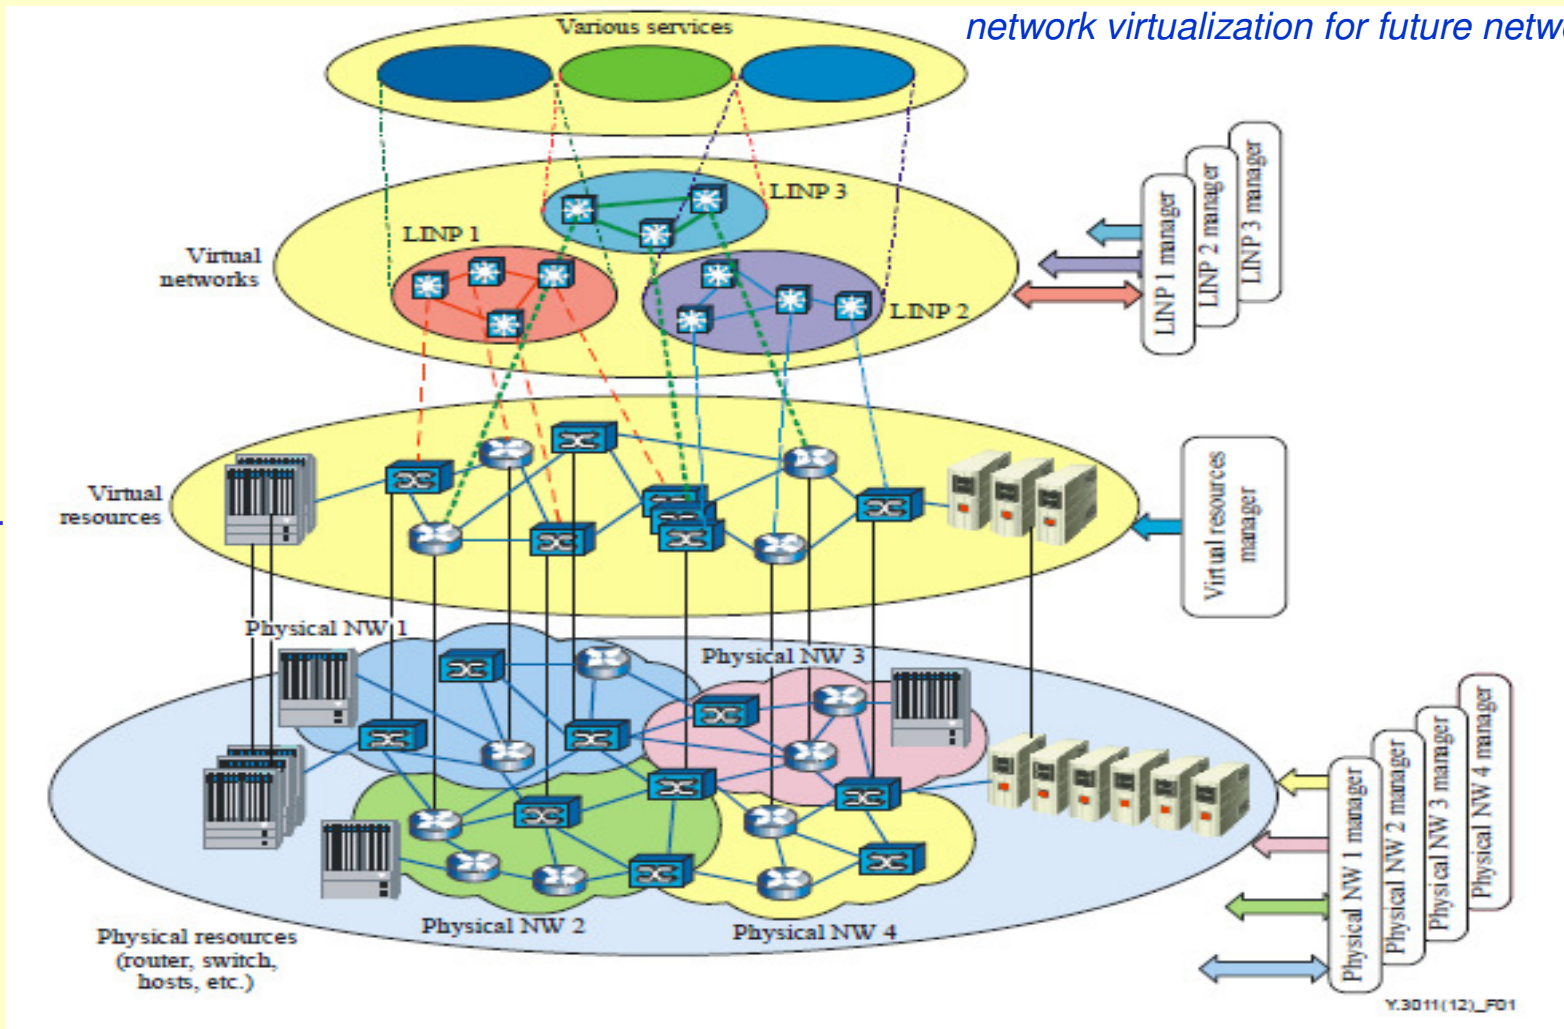 network virtualization for future netw
Various services
LINP 3
LINP 1
LINP 2
Virtual
networks
LINP 1 manager
LINP 2 manager
LINP 3 manager
Virtual
resources
Virtual resources
manager
Physical NW 1
Physical NW 3
Physical NW 2
Physical NW 4
Physical resources
(router, switch,
hosts, etc.)
Physical NW 1 manager
Physical NW 2 manager
Physical NW 3 manager
Physical NW 4 manager
Y.3011(12)_F01